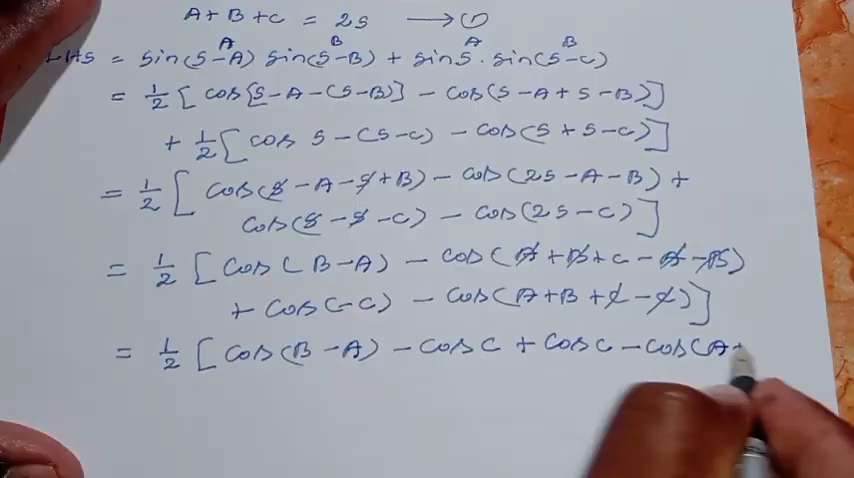 A + B + C = 2S ⟶ ①
LHS = sin(S-A) sin(S-B) + sin S . sin(S-C)
A B A B
= 1/2 [ cos[S-A-(S-B)] - cos(S-A+S-B)]
+ 1/2 [ cos S-(S-C) - cos(S+S-C)]
= 1/2 [ cos(S-A-S+B) - cos(2S-A-B) +
cos(S-S-C) - cos(2S-C)]
= 1/2 [ cos(B-A) - cos(A+B+C-A-B)
+ cos(-C) - cos(A+B+C-C)]
= 1/2 [ cos(B-A) - cos C + cos C - cos(A+